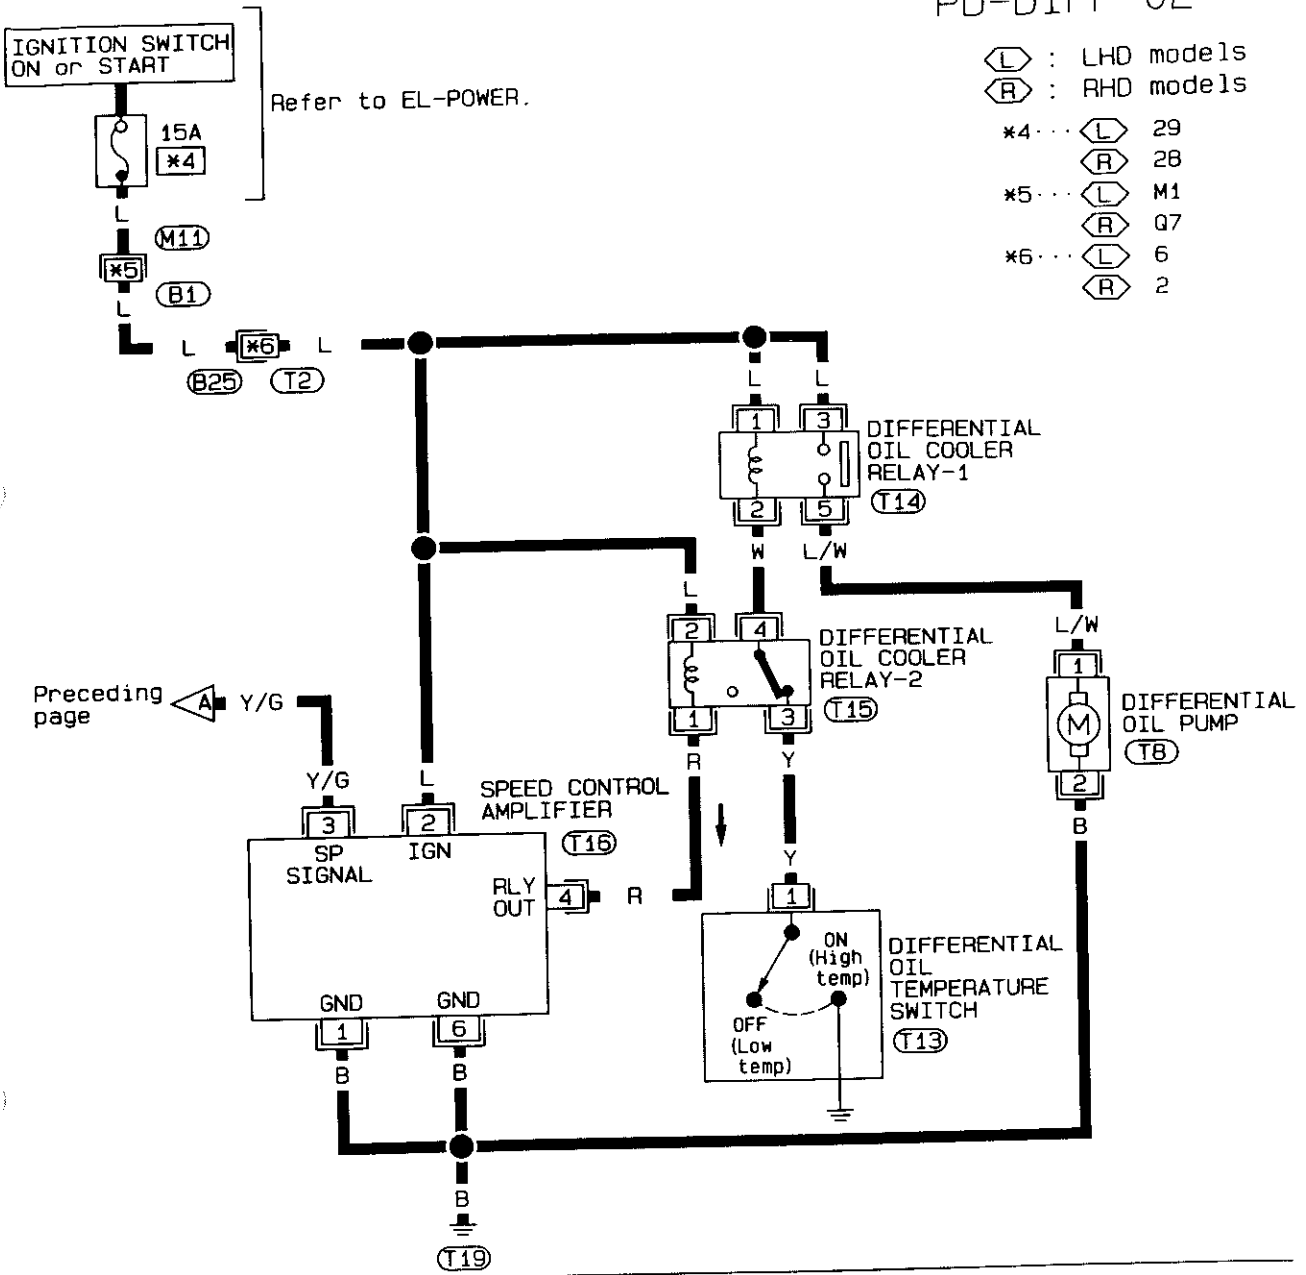 PD-DIFF-02
IGNITION SWITCH
ON or START
Refer to EL-POWER.
15A
*4
L
M11
*5
B1
L
L
*6
L
B25
T2
L : LHD models
R : RHD models
*4··· L 29
R 28
*5··· L M1
R Q7
*6··· L 6
R 2
L
L
1
3
DIFFERENTIAL
OIL COOLER
RELAY-1
T14
2
5
W
L/W
L
2
4
DIFFERENTIAL
OIL COOLER
RELAY-2
T15
1
3
R
Y
L/W
1
M
DIFFERENTIAL
OIL PUMP
T8
2
B
Preceding
page
A
Y/G
Y/G
L
SPEED CONTROL
AMPLIFIER
T16
3
2
SP
SIGNAL
IGN
RLY
OUT
4
R
GND
GND
1
6
B
B
Y
1
ON
(High
temp)
OFF
(Low
temp)
DIFFERENTIAL
OIL
TEMPERATURE
SWITCH
T13
B
T19